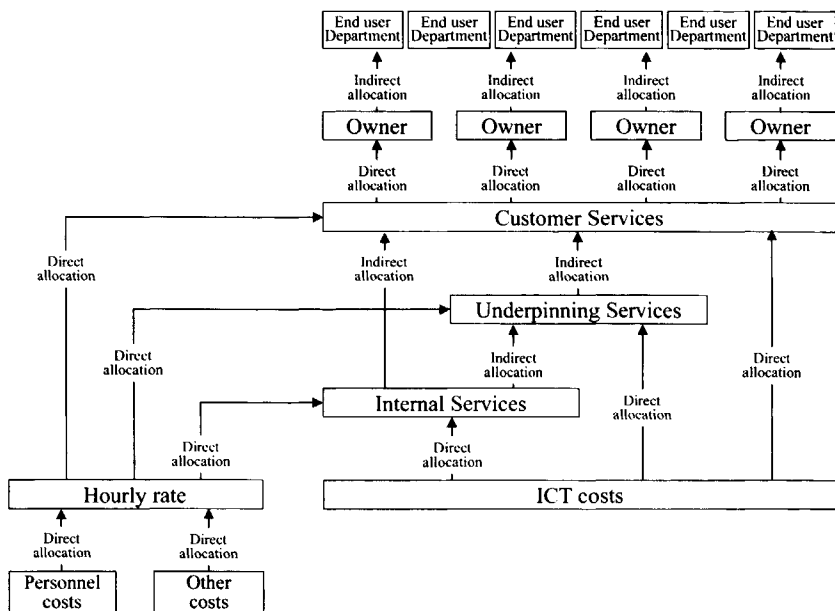 End user End user End user End user End user End user
Department Department Department Department Department Department
Indirect Indirect Indirect Indirect
allocation allocation allocation allocation
Owner Owner Owner Owner
Direct Direct Direct Direct
allocation allocation allocation allocation
Customer Services
Direct Indirect Indirect
allocation allocation allocation
Underpinning Services
Direct Indirect Direct
allocation allocation allocation
Internal Services
Direct
allocation
Direct Direct
allocation allocation
Hourly rate ICT costs
Direct Direct
allocation allocation
Personnel Other
costs costs